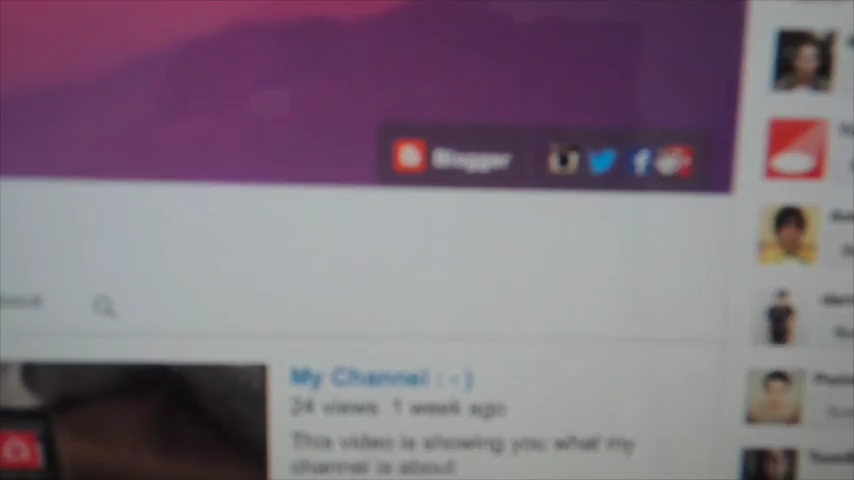 Blogger
My Channel :-)
24 views 1 week ago
This video is showing you what my
channel is about